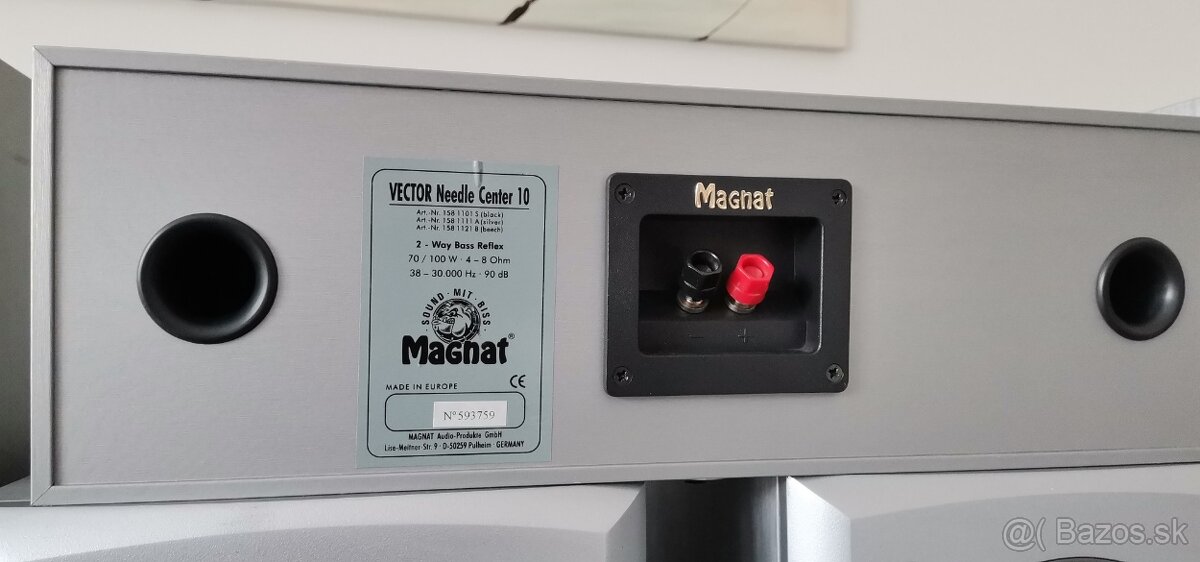 VECTOR Needle Center 10
Art.-Nr. 158 1101 S (black)
Art.-Nr. 158 1111 A (silver)
Art.-Nr. 158 1121 B (beech)
2 - Way Bass Reflex
70 / 100 W · 4 – 8 Ohm
38 – 30.000 Hz · 90 dB
· SOUND · MIT · BISS ·
Magnat®
MADE IN EUROPE CE
N° 593759
MAGNAT Audio-Produkte GmbH
Lise-Meitner-Str. 9 · D-50259 Pulheim · GERMANY
Magnat
− +
@( Bazos.sk